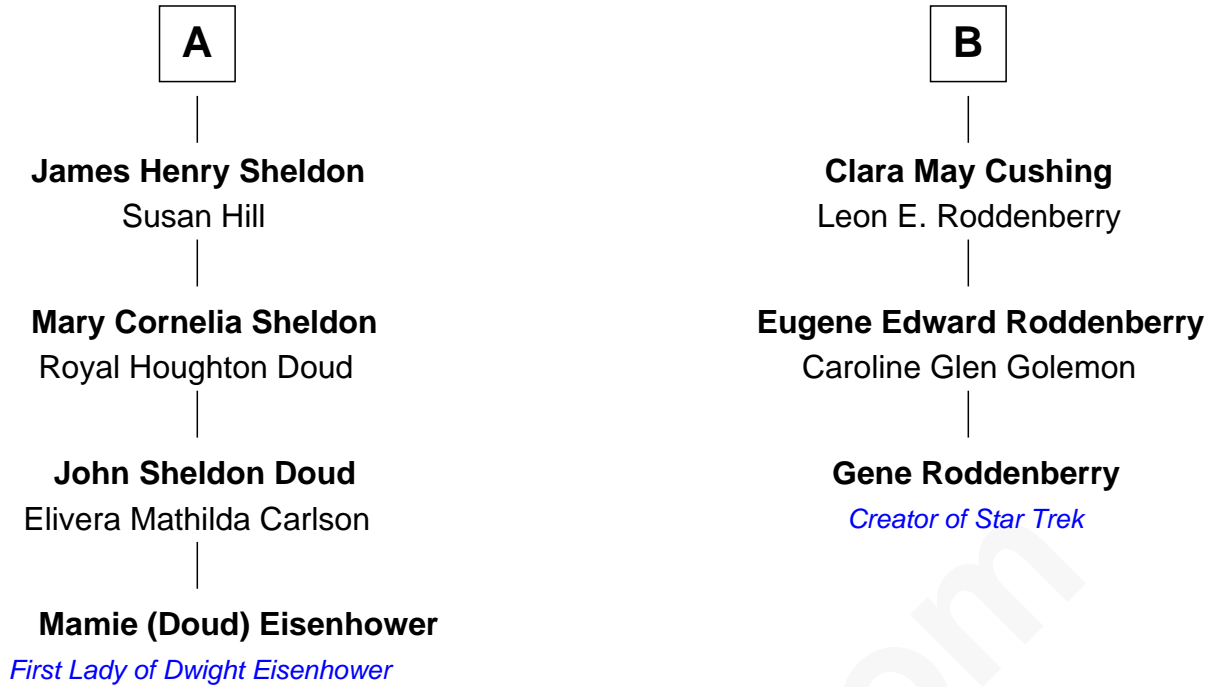 A
James Henry Sheldon
Susan Hill
Mary Cornelia Sheldon
Royal Houghton Doud
John Sheldon Doud
Elivera Mathilda Carlson
Mamie (Doud) Eisenhower
First Lady of Dwight Eisenhower
B
Clara May Cushing
Leon E. Roddenberry
Eugene Edward Roddenberry
Caroline Glen Golemon
Gene Roddenberry
Creator of Star Trek
om